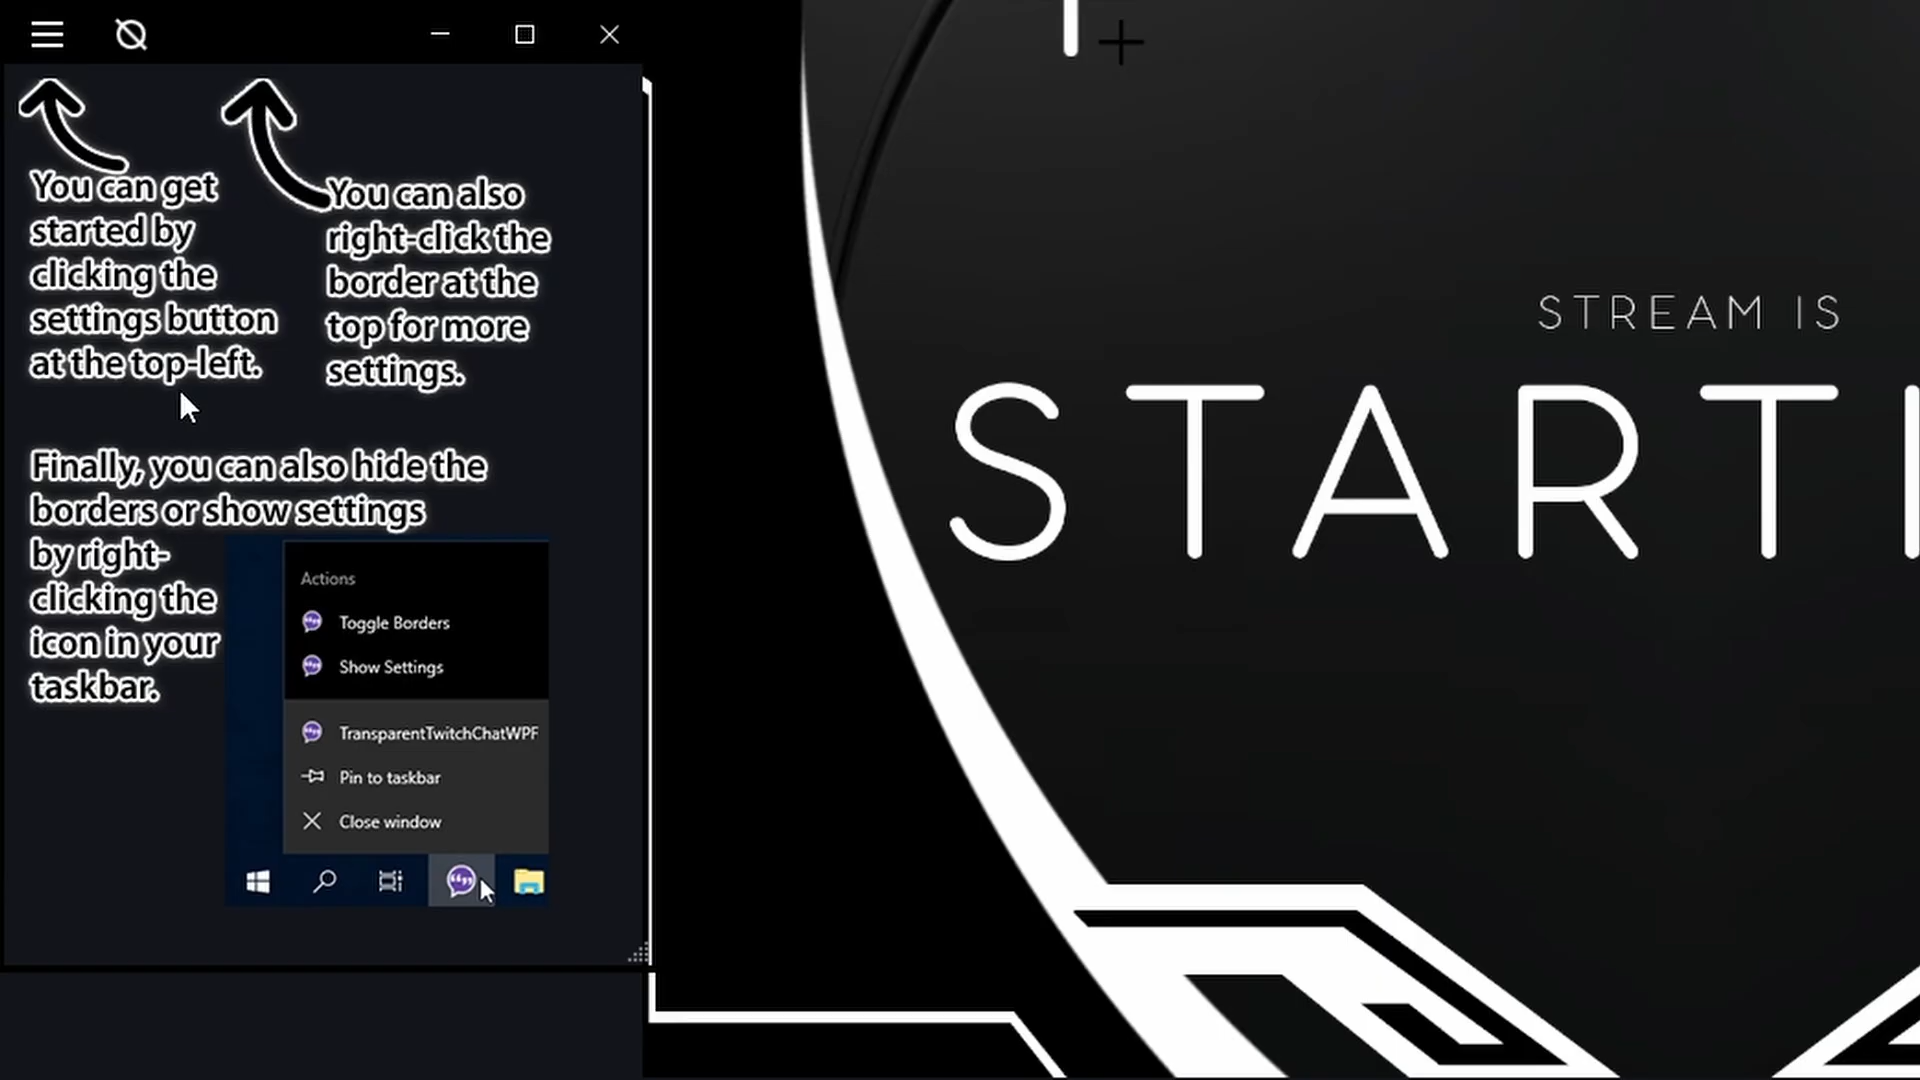 You can get
started by
clicking the
settings button
at the top-left.
You can also
right-click the
border at the
top for more
settings.
Finally, you can also hide the
borders or show settings
by right-
clicking the
icon in your
taskbar.
Actions
Toggle Borders
Show Settings
TransparentTwitchChatWPF
Pin to taskbar
Close window
STREAM IS
STARTI